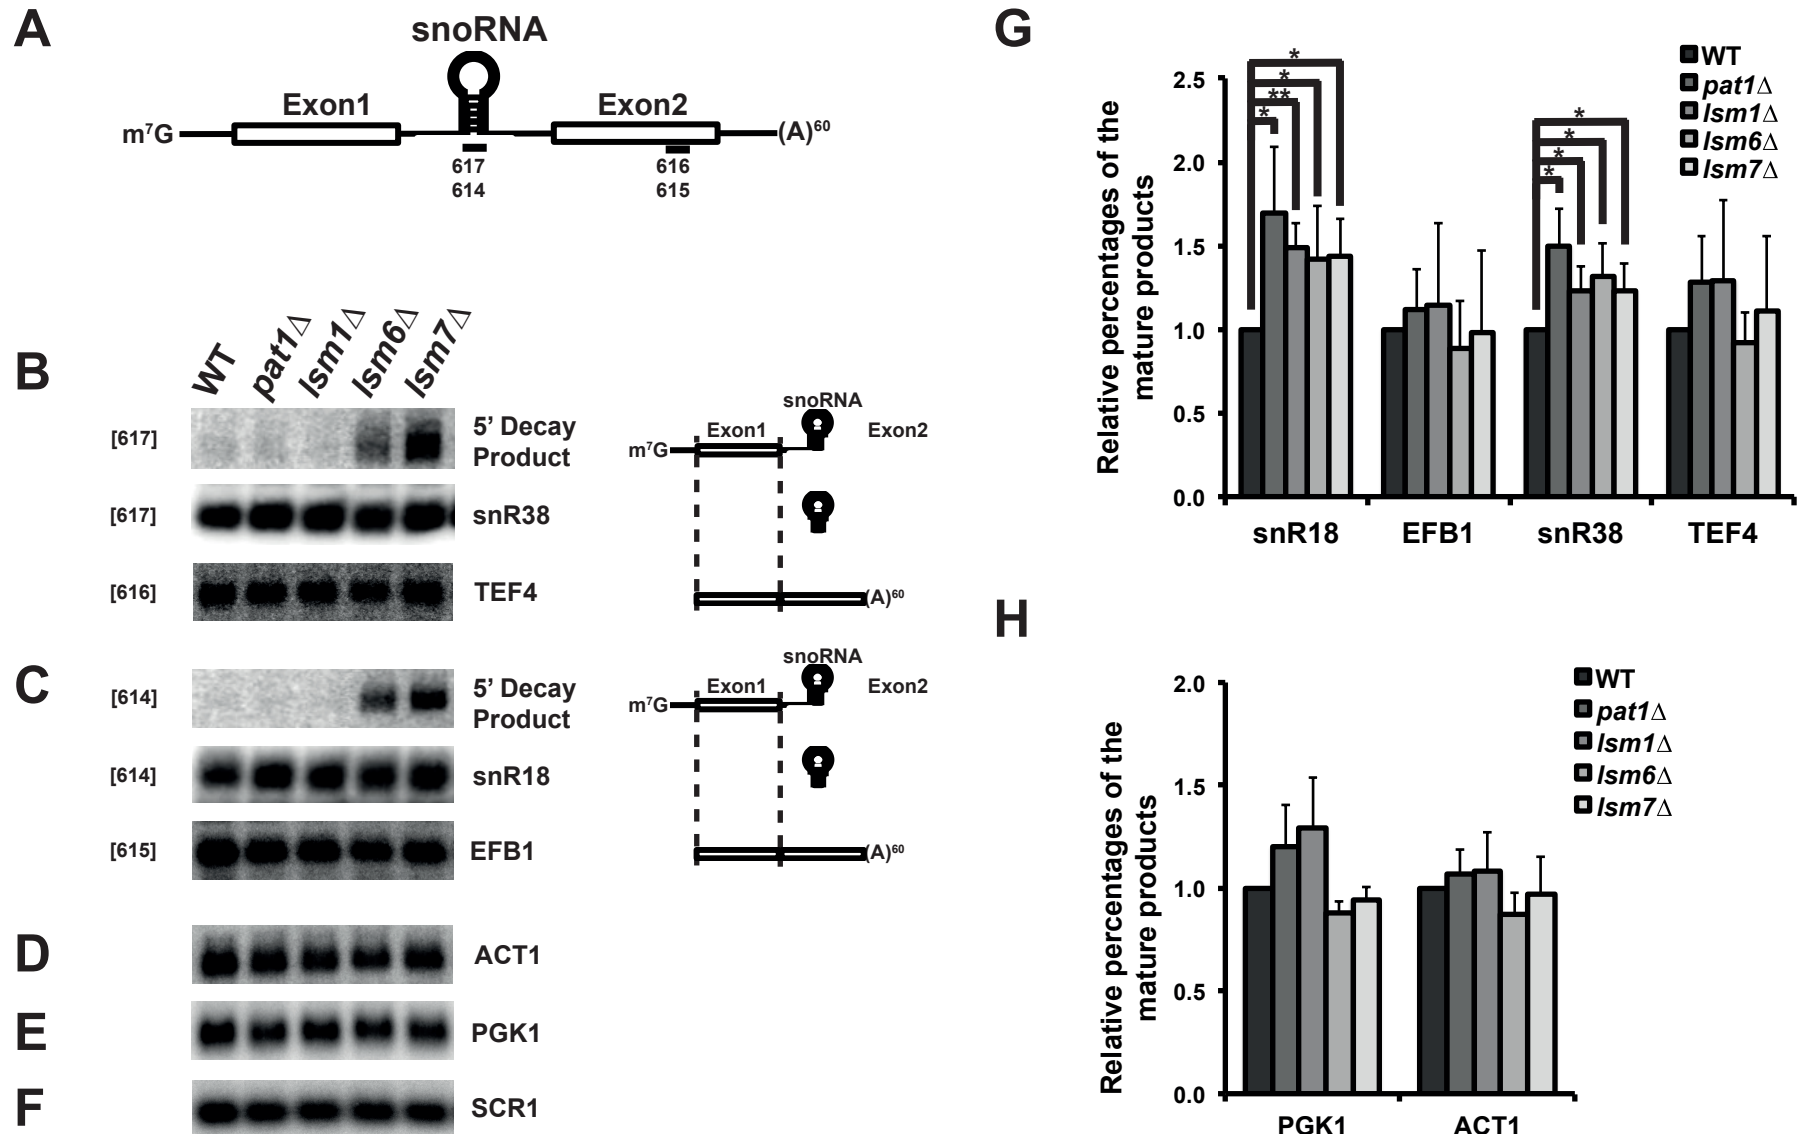 A
snoRNA
Exon1
Exon2
m⁷G
(A)⁶⁰
617
614
616
615
WT
pat1Δ
lsm1Δ
lsm6Δ
lsm7Δ
B
[617]
5' Decay
Product
[617]
snR38
[616]
TEF4
snoRNA
Exon1
Exon2
m⁷G
(A)⁶⁰
C
[614]
5' Decay
Product
[614]
snR18
[615]
EFB1
snoRNA
Exon1
Exon2
m⁷G
(A)⁶⁰
D
ACT1
E
PGK1
F
SCR1
G
Relative percentages of the
mature products
2.5
2.0
1.5
1.0
0.5
0.0
*
*
**
*
*
*
*
*
WT
pat1Δ
lsm1Δ
lsm6Δ
lsm7Δ
snR18
EFB1
snR38
TEF4
H
Relative percentages of the
mature products
2.0
1.5
1.0
0.5
0.0
WT
pat1Δ
lsm1Δ
lsm6Δ
lsm7Δ
PGK1
ACT1